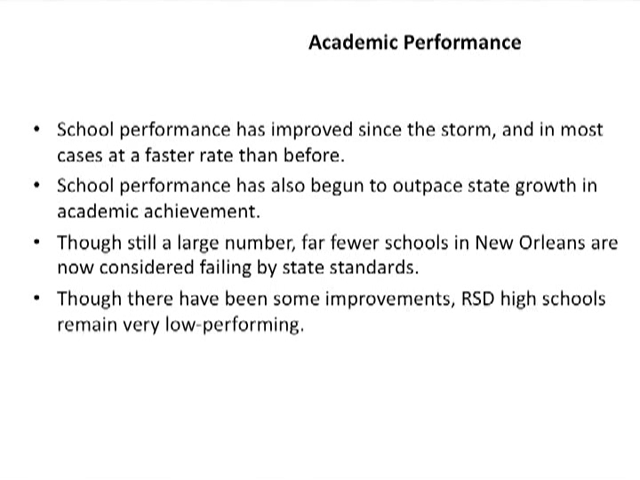 Academic Performance
• School performance has improved since the storm, and in most
cases at a faster rate than before.
• School performance has also begun to outpace state growth in
academic achievement.
• Though still a large number, far fewer schools in New Orleans are
now considered failing by state standards.
• Though there have been some improvements, RSD high schools
remain very low-performing.